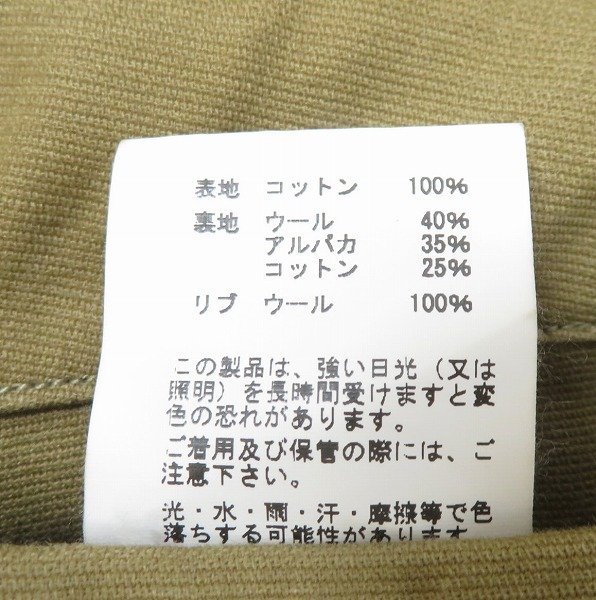 表地 コットン 100%
裏地 ウール 40%
アルパカ 35%
コットン 25%
リブ ウール 100%
この製品は、強い日光（又は
照明）を長時間受けますと変
色の恐れがあります。
ご着用及び保管の際には、ご
注意下さい。
光・水・雨・汗・摩擦等で色
落ちする可能性があります